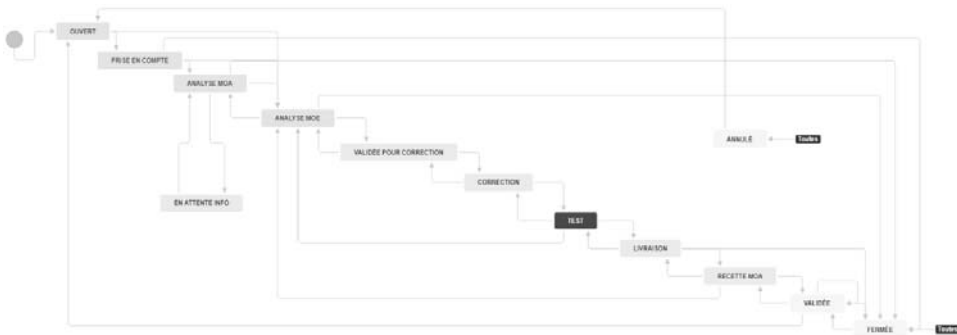 OUVERT
PRISE EN COMPTE
ANALYSE MOA
ANALYSE MOE
ANNULÉ
Toutes
VALIDÉE POUR CORRECTION
CORRECTION
EN ATTENTE INFO
TEST
LIVRAISON
RECETTE MOA
VALIDÉE
FERMÉE
Toutes